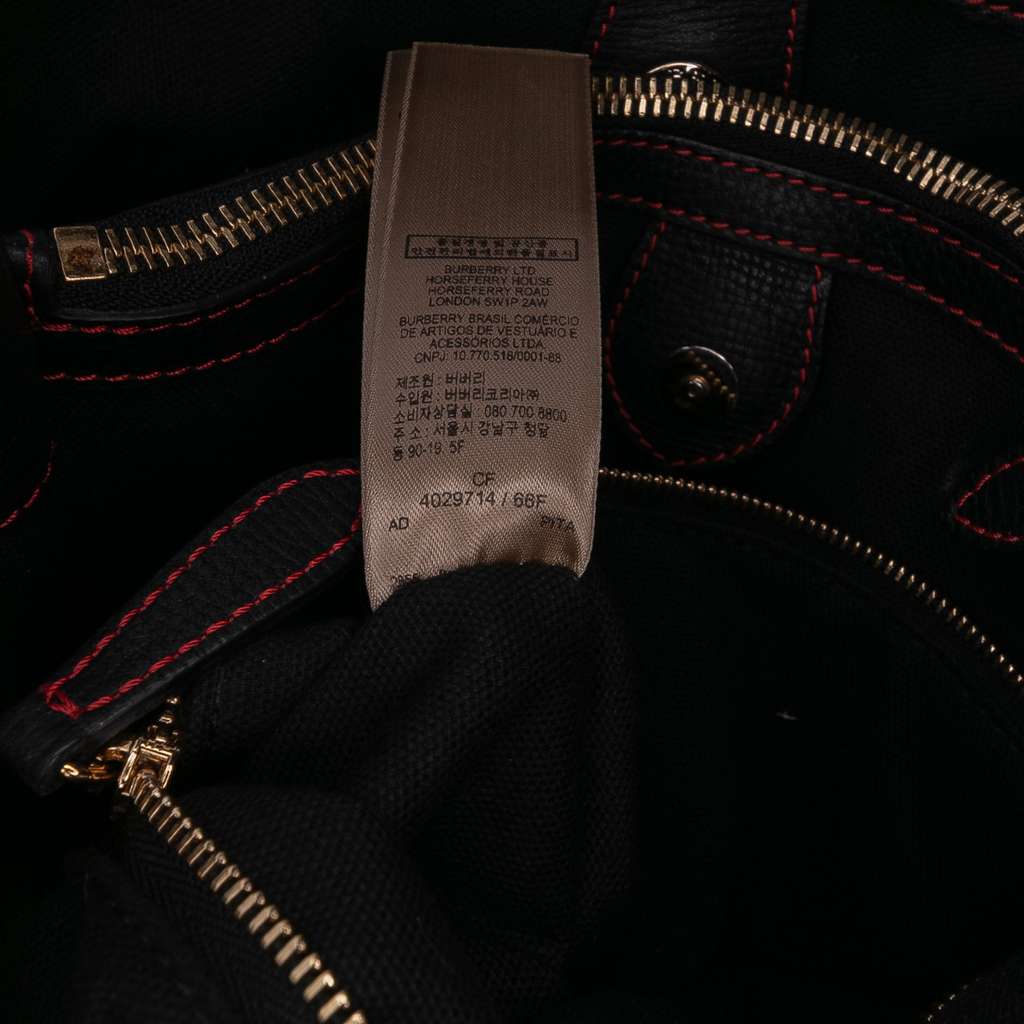 BURBERRY LTD
HORSEFERRY HOUSE
HORSEFERRY ROAD
LONDON SW1P 2AW
BURBERRY BRASIL COMÉRCIO
DE ARTIGOS DE VESTUÁRIO E
ACESSÓRIOS LTDA
CNPJ: 10.770.518/0001-68
제조원 : 버버리
수입원 : 버버리코리아㈜
소비자상담실 : 080 700 8800
주 소 : 서울시 강남구 청담
동 90-19, 5F
CF
4029714 / 66F
AD PITA